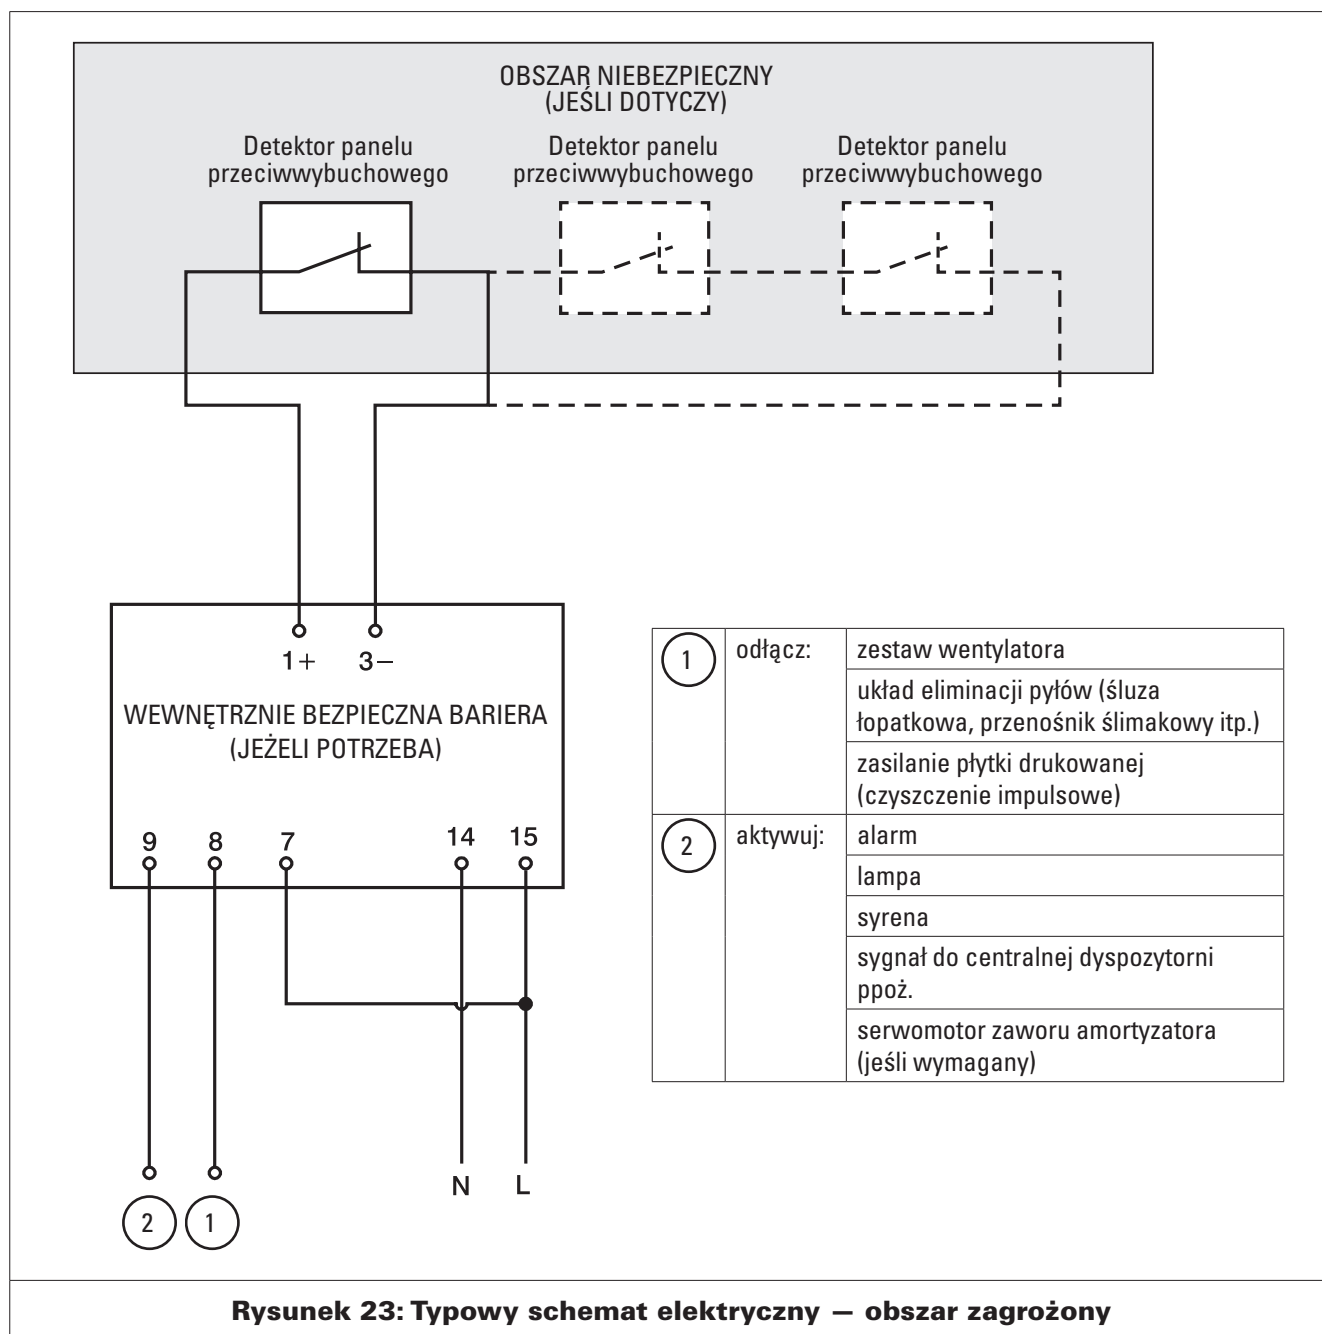 OBSZAR NIEBEZPIECZNY
(JEŚLI DOTYCZY)
Detektor panelu
przeciwwybuchowego
Detektor panelu
przeciwwybuchowego
Detektor panelu
przeciwwybuchowego
1+
3−
WEWNĘTRZNIE BEZPIECZNA BARIERA
(JEŻELI POTRZEBA)
9
8
7
14
15
N
L
2
1
1
odłącz:
zestaw wentylatora
układ eliminacji pyłów (śluza
łopatkowa, przenośnik ślimakowy itp.)
zasilanie płytki drukowanej
(czyszczenie impulsowe)
2
aktywuj:
alarm
lampa
syrena
sygnał do centralnej dyspozytorni
ppoż.
serwomotor zaworu amortyzatora
(jeśli wymagany)
Rysunek 23: Typowy schemat elektryczny — obszar zagrożony